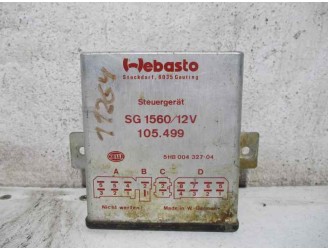 Webasto
Stockdorf, 8035 Gauting
11264
Steuergerät
SG 1560/12V
105.499
HELLA
5HB 004 337-04
A B C D
Nicht werfen!
Made in W.